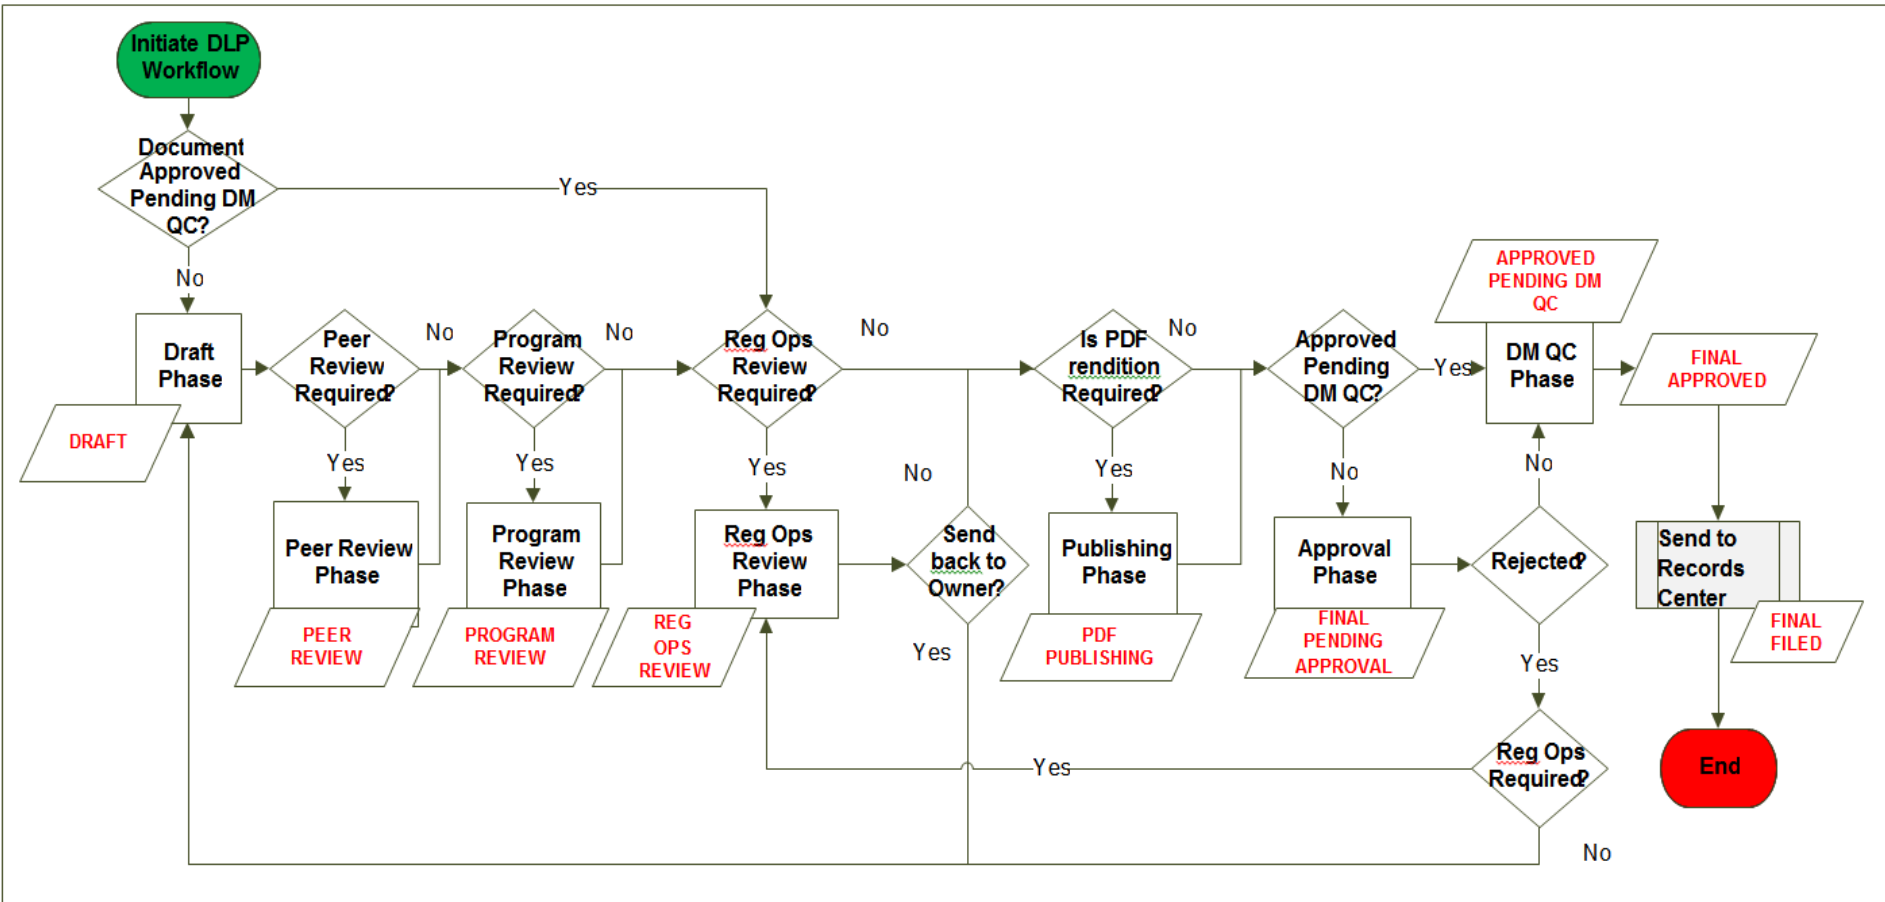 Initiate DLP
Workflow
Document
Approved
Pending DM
QC?
Yes
No
Draft
Phase
DRAFT
Peer
Review
Required?
No
Yes
Peer Review
Phase
PEER
REVIEW
Program
Review
Required?
No
Yes
Program
Review
Phase
PROGRAM
REVIEW
Reg Ops
Review
Required?
No
Yes
Reg Ops
Review
Phase
REG
OPS
REVIEW
Send
back to
Owner?
No
Yes
Is PDF
rendition
Required?
No
Yes
Publishing
Phase
PDF
PUBLISHING
Approved
Pending
DM QC?
Yes
No
Approval
Phase
FINAL
PENDING
APPROVAL
Rejected?
No
Yes
Reg Ops
Required?
Yes
No
APPROVED
PENDING DM
QC
DM QC
Phase
FINAL
APPROVED
Send to
Records
Center
FINAL
FILED
End